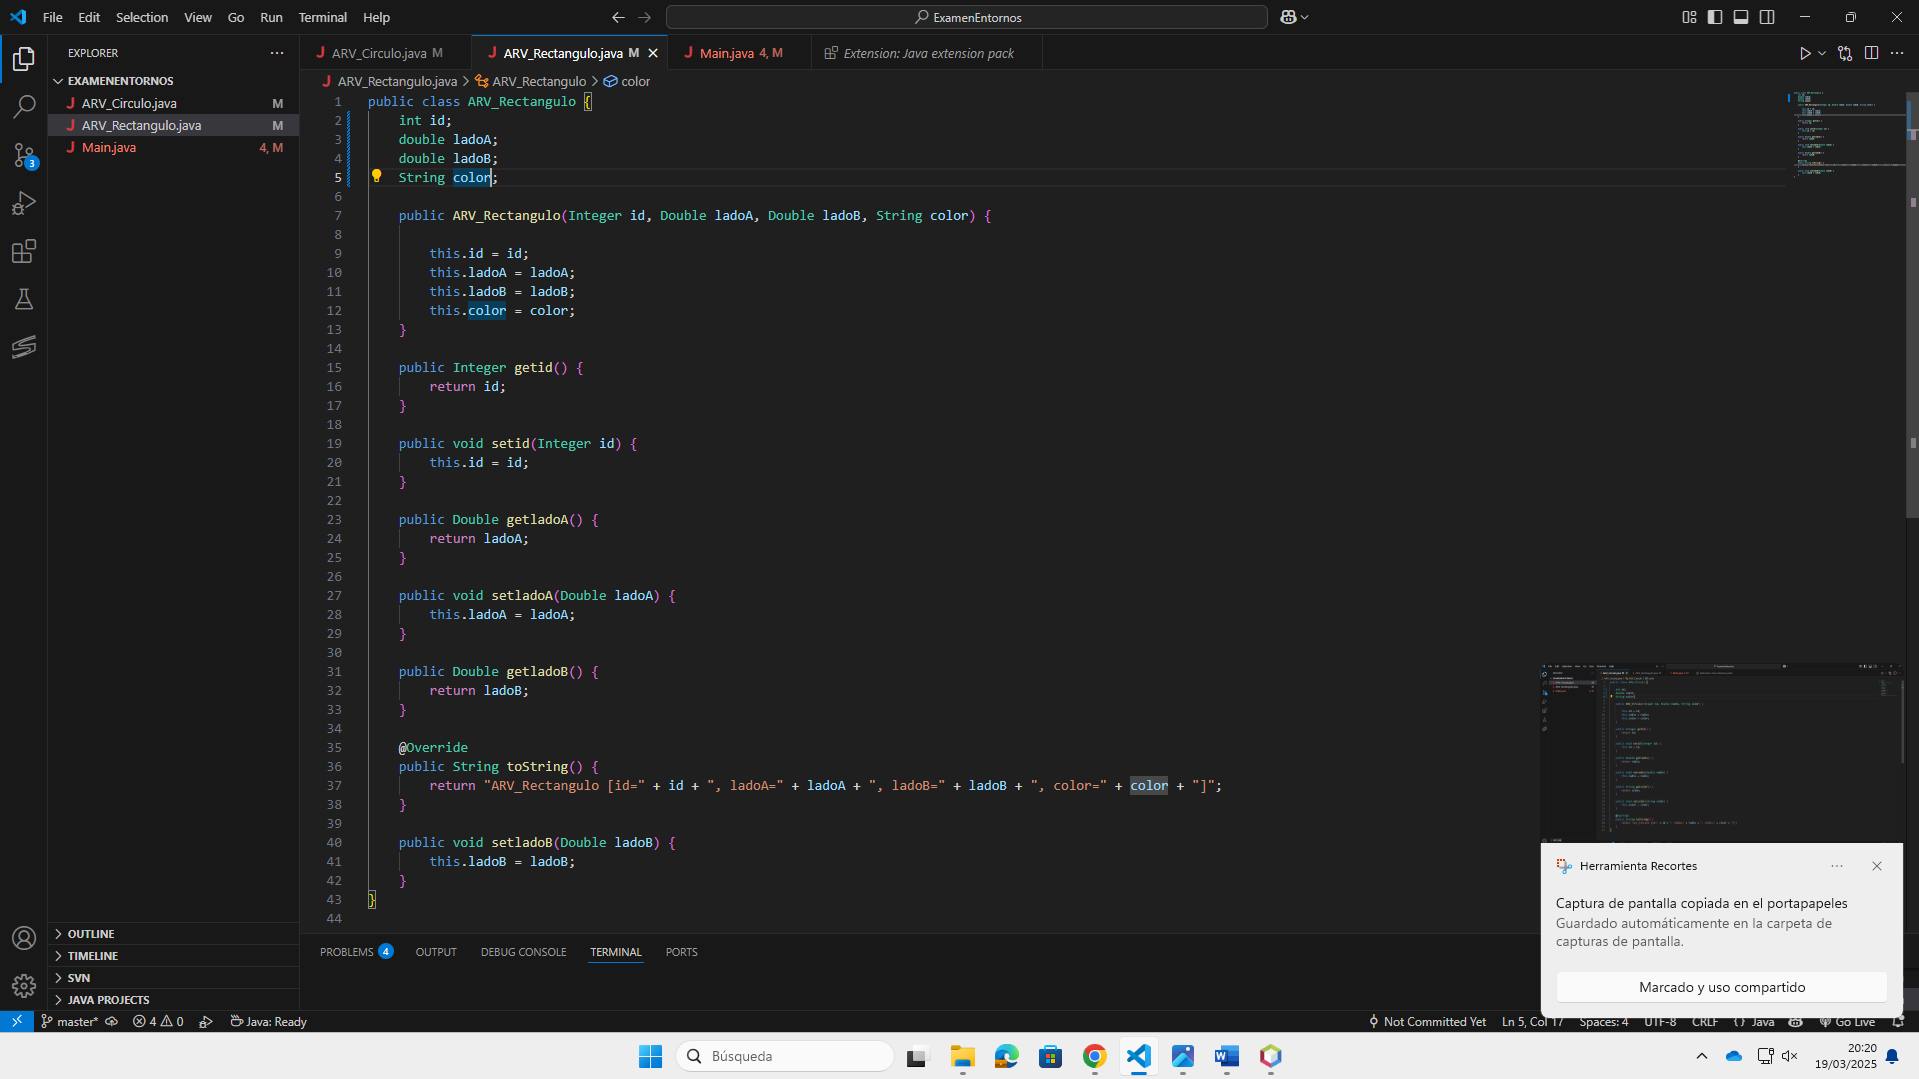 File Edit Selection View Go Run Terminal Help
ExamenEntornos
EXPLORER
EXAMENENTORNOS
ARV_Circulo.java M
ARV_Rectangulo.java M
Main.java 4, M
OUTLINE
TIMELINE
SVN
JAVA PROJECTS
3
ARV_Circulo.java M
ARV_Rectangulo.java M
Main.java 4, M
Extension: Java extension pack
ARV_Rectangulo.java > ARV_Rectangulo > color
1 public class ARV_Rectangulo {
2 int id;
3 double ladoA;
4 double ladoB;
5 String color;
6
7 public ARV_Rectangulo(Integer id, Double ladoA, Double ladoB, String color) {
8
9 this.id = id;
10 this.ladoA = ladoA;
11 this.ladoB = ladoB;
12 this.color = color;
13 }
14
15 public Integer getid() {
16 return id;
17 }
18
19 public void setid(Integer id) {
20 this.id = id;
21 }
22
23 public Double getladoA() {
24 return ladoA;
25 }
26
27 public void setladoA(Double ladoA) {
28 this.ladoA = ladoA;
29 }
30
31 public Double getladoB() {
32 return ladoB;
33 }
34
35 @Override
36 public String toString() {
37 return "ARV_Rectangulo [id=" + id + ", ladoA=" + ladoA + ", ladoB=" + ladoB + ", color=" + color + "]";
38 }
39
40 public void setladoB(Double ladoB) {
41 this.ladoB = ladoB;
42 }
43 }
44
PROBLEMS 4 OUTPUT DEBUG CONSOLE TERMINAL PORTS
Herramienta Recortes
Captura de pantalla copiada en el portapapeles
Guardado automáticamente en la carpeta de
capturas de pantalla.
Marcado y uso compartido
master* 4 0 Java: Ready
Not Committed Yet Ln 5, Col 17 Spaces: 4 UTF-8 CRLF {} Java Go Live
Búsqueda
20:20
19/03/2025